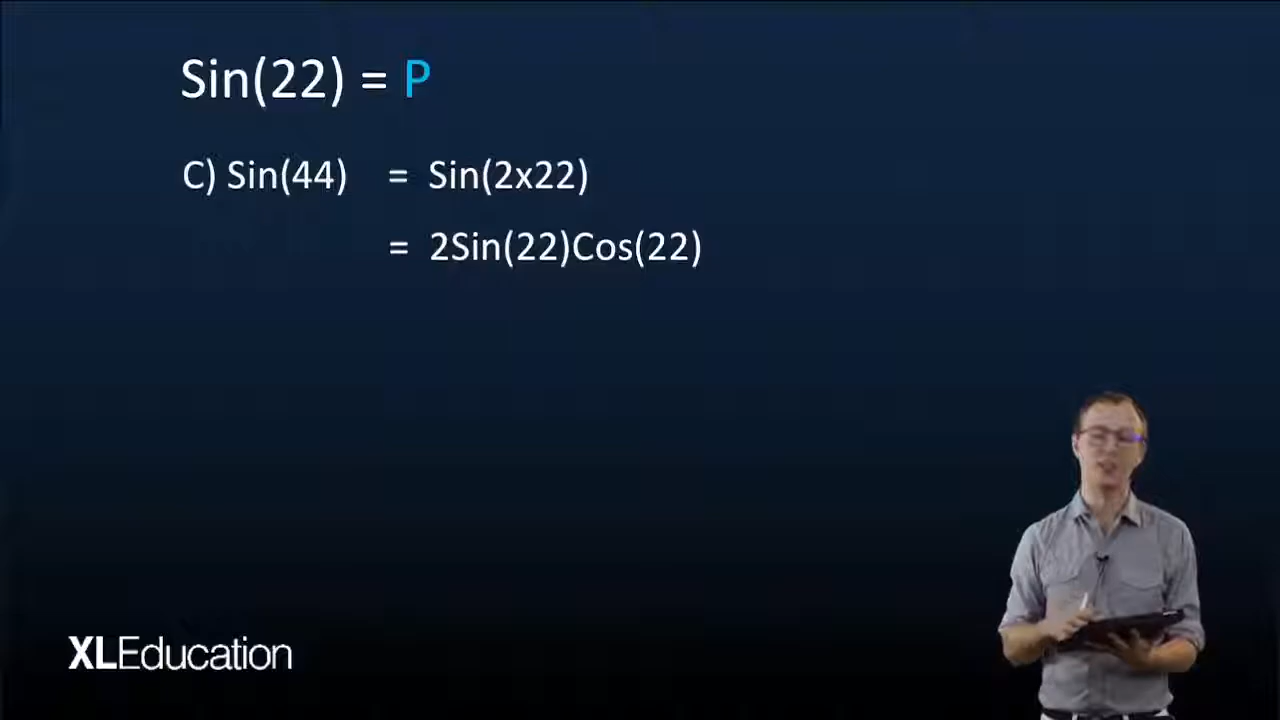 Sin(22) = P
C) Sin(44) = Sin(2x22)
= 2Sin(22)Cos(22)
XLEducation